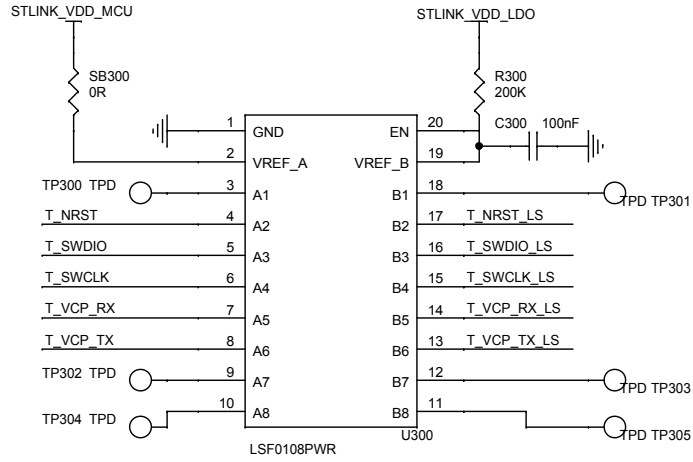 STLINK_VDD_MCU STLINK_VDD_LDO
SB300 R300
0R 200K
C300 100nF
1 GND EN 20
2 VREF_A VREF_B 19
TP300 TPD 3 A1 B1 18 TPD TP301
T_NRST 4 A2 B2 17 T_NRST_LS
T_SWDIO 5 A3 B3 16 T_SWDIO_LS
T_SWCLK 6 A4 B4 15 T_SWCLK_LS
T_VCP_RX 7 A5 B5 14 T_VCP_RX_LS
T_VCP_TX 8 A6 B6 13 T_VCP_TX_LS
TP302 TPD 9 A7 B7 12 TPD TP303
TP304 TPD 10 A8 B8 11 TPD TP305
U300
LSF0108PWR